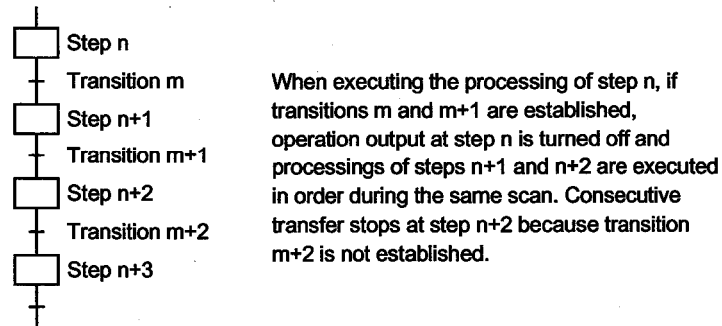 Step n
Transition m
Step n+1
Transition m+1
Step n+2
Transition m+2
Step n+3
When executing the processing of step n, if
transitions m and m+1 are established,
operation output at step n is turned off and
processings of steps n+1 and n+2 are executed
in order during the same scan. Consecutive
transfer stops at step n+2 because transition
m+2 is not established.